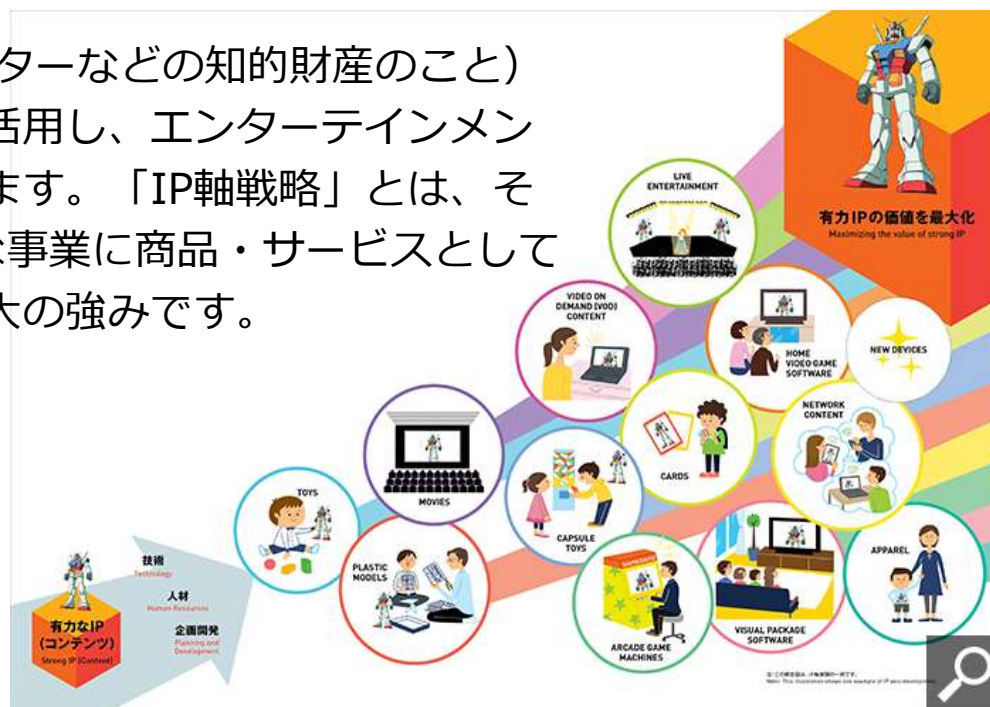 ターなどの知的財産のこと）
活用し、エンターテインメン
ます。「IP軸戦略」とは、そ
事業に商品・サービスとして
大の強みです。
有力IPの価値を最大化
Maximizing the value of strong IP
LIVE
ENTERTAINMENT
VIDEO ON
DEMAND (VOD)
CONTENT
HOME
VIDEO GAME
SOFTWARE
NEW DEVICES
NETWORK
CONTENT
MOVIES
CARDS
TOYS
CAPSULE
TOYS
PLASTIC
MODELS
APPAREL
ARCADE GAME
MACHINES
VISUAL PACKAGE
SOFTWARE
技術
Technology
人材
Human Resources
企画開発
Planning and
Development
有力なIP
(コンテンツ)
Strong IP (Content)